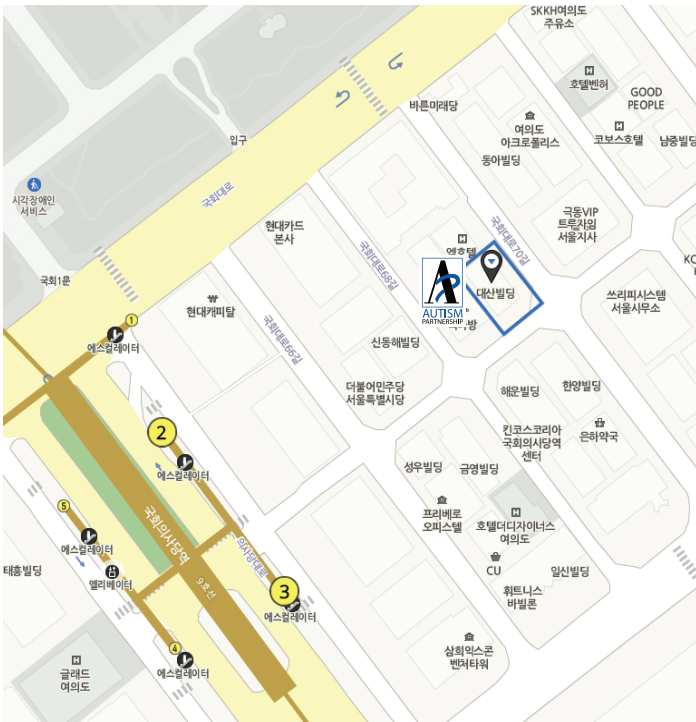 SKKH여의도
주유소
호텔벤허
GOOD
PEOPLE
바른미래당
여의도
아크로폴리스
코보스호텔
남중빌딩
동아빌딩
입구
시각장애인
서비스
국회대로
현대카드
본사
극동VIP
트루자임
서울지사
국회대로70길
국회대로68길
국회1문
A
AUTISM
PARTNERSHIP
대산빌딩
쓰리피시스템
서울사무소
현대캐피탈
1
에스컬레이터
국회대로66길
신동해빌딩
더불어민주당
서울특별시당
해운빌딩
한양빌딩
2
에스컬레이터
킨코스코리아
국회의사당역
센터
은하약국
성우빌딩
금영빌딩
5
에스컬레이터
국회의사당역
9호선
의사당대로
프리베로
오피스텔
호텔더디자이너스
여의도
태흥빌딩
엘리베이터
CU
일신빌딩
휘트니스
바빌론
3
에스컬레이터
4
에스컬레이터
글래드
여의도
삼희익스콘
벤처타워